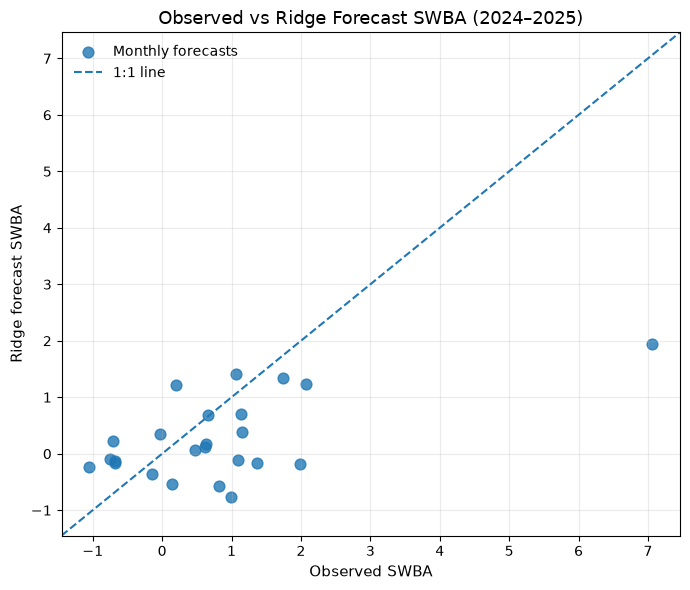 Observed vs Ridge Forecast SWBA (2024–2025)
Monthly forecasts
1:1 line
7
6
5
4
3
2
1
0
−1
Ridge forecast SWBA
−1 0 1 2 3 4 5 6 7
Observed SWBA